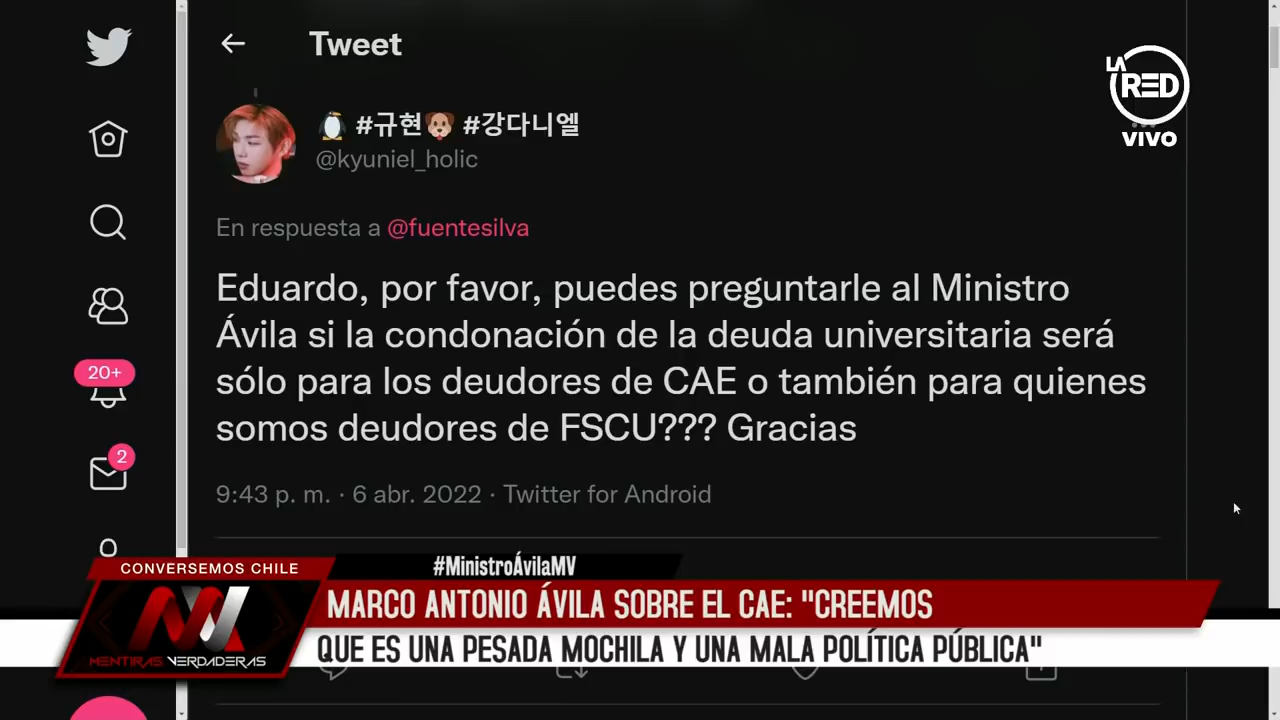 Tweet
LA
RED
VIVO
#규현 #강다니엘
@kyuniel_holic
En respuesta a @fuentesilva
Eduardo, por favor, puedes preguntarle al Ministro
Ávila si la condonación de la deuda universitaria será
sólo para los deudores de CAE o también para quienes
somos deudores de FSCU??? Gracias
9:43 p. m. · 6 abr. 2022 · Twitter for Android
20+
2
#MinistroÁvilaMV
CONVERSEMOS CHILE
MV
MENTIRAS VERDADERAS
MARCO ANTONIO ÁVILA SOBRE EL CAE: "CREEMOS
QUE ES UNA PESADA MOCHILA Y UNA MALA POLÍTICA PÚBLICA"